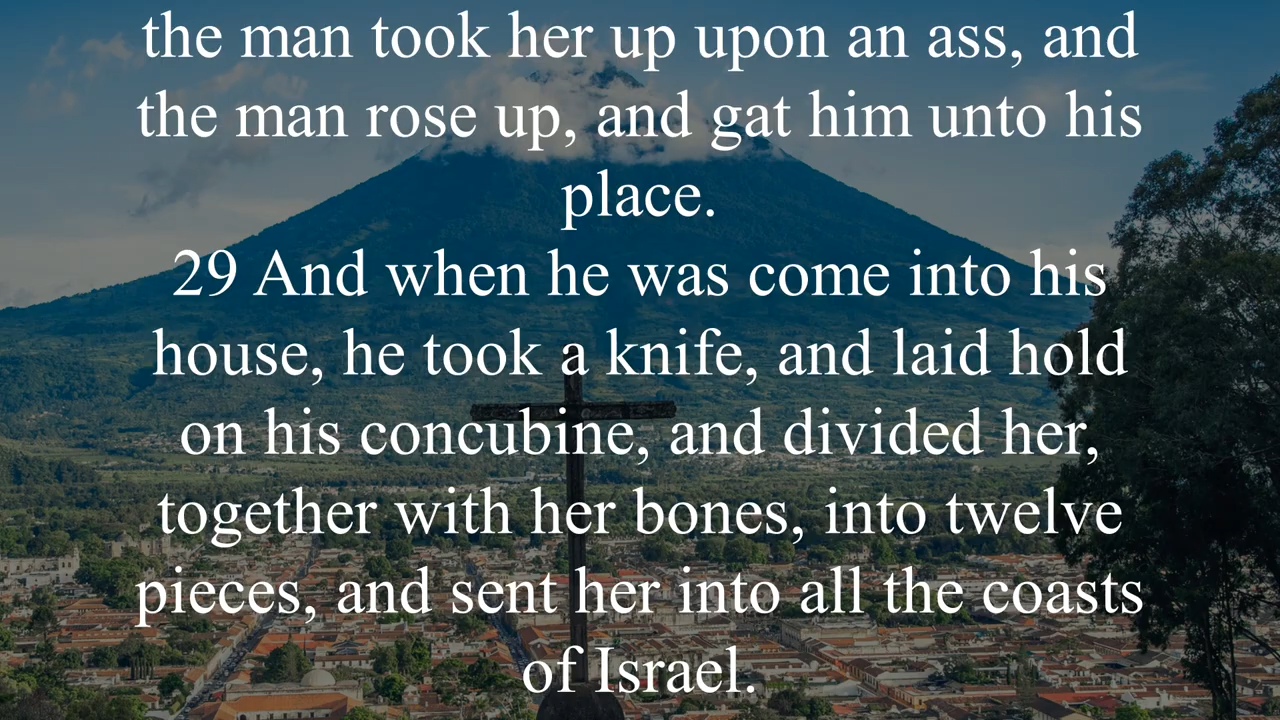 the man took her up upon an ass, and
the man rose up, and gat him unto his
place.
29 And when he was come into his
house, he took a knife, and laid hold
on his concubine, and divided her,
together with her bones, into twelve
pieces, and sent her into all the coasts
of Israel.